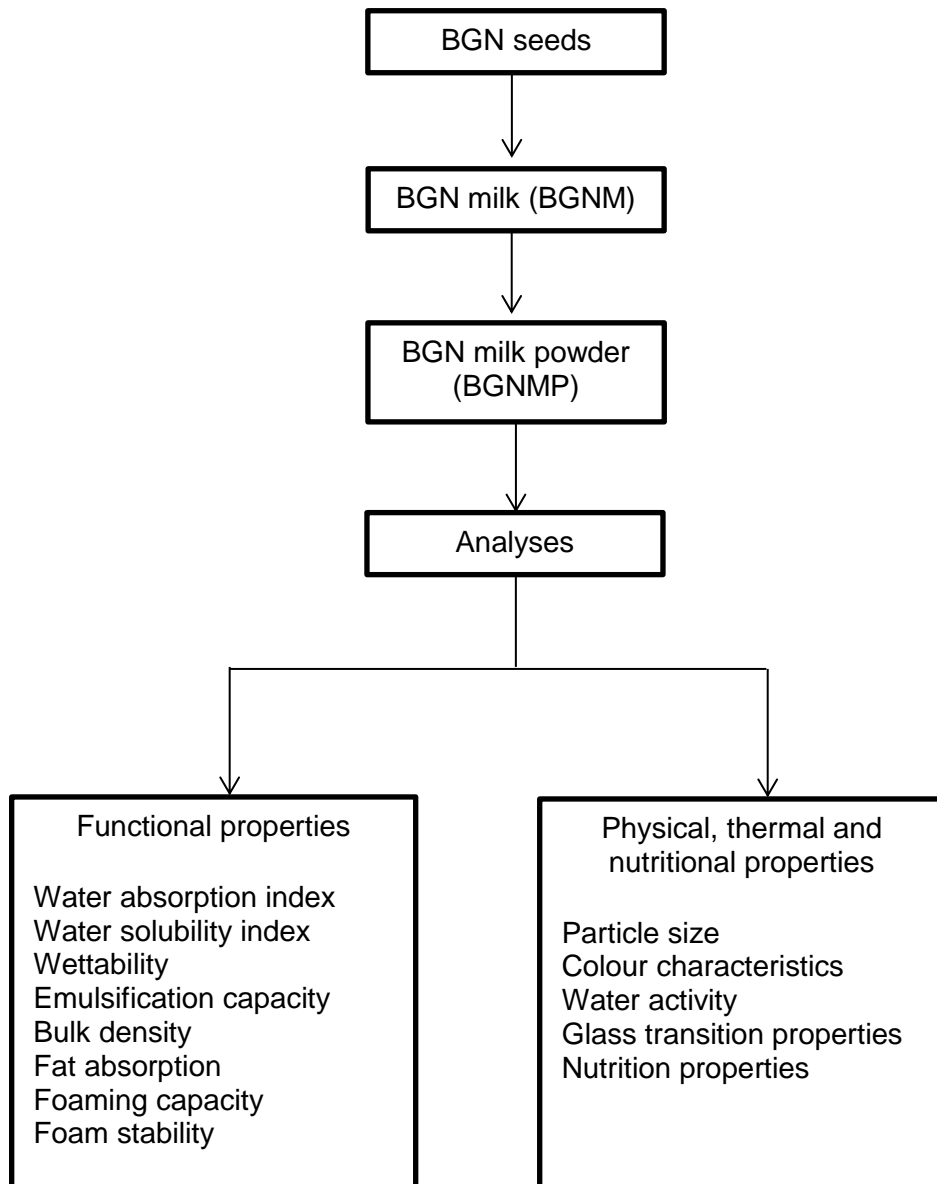 BGN seeds
BGN milk (BGNM)
BGN milk powder
(BGNMP)
Analyses
Functional properties
Water absorption index
Water solubility index
Wettability
Emulsification capacity
Bulk density
Fat absorption
Foaming capacity
Foam stability
Physical, thermal and
nutritional properties
Particle size
Colour characteristics
Water activity
Glass transition properties
Nutrition properties